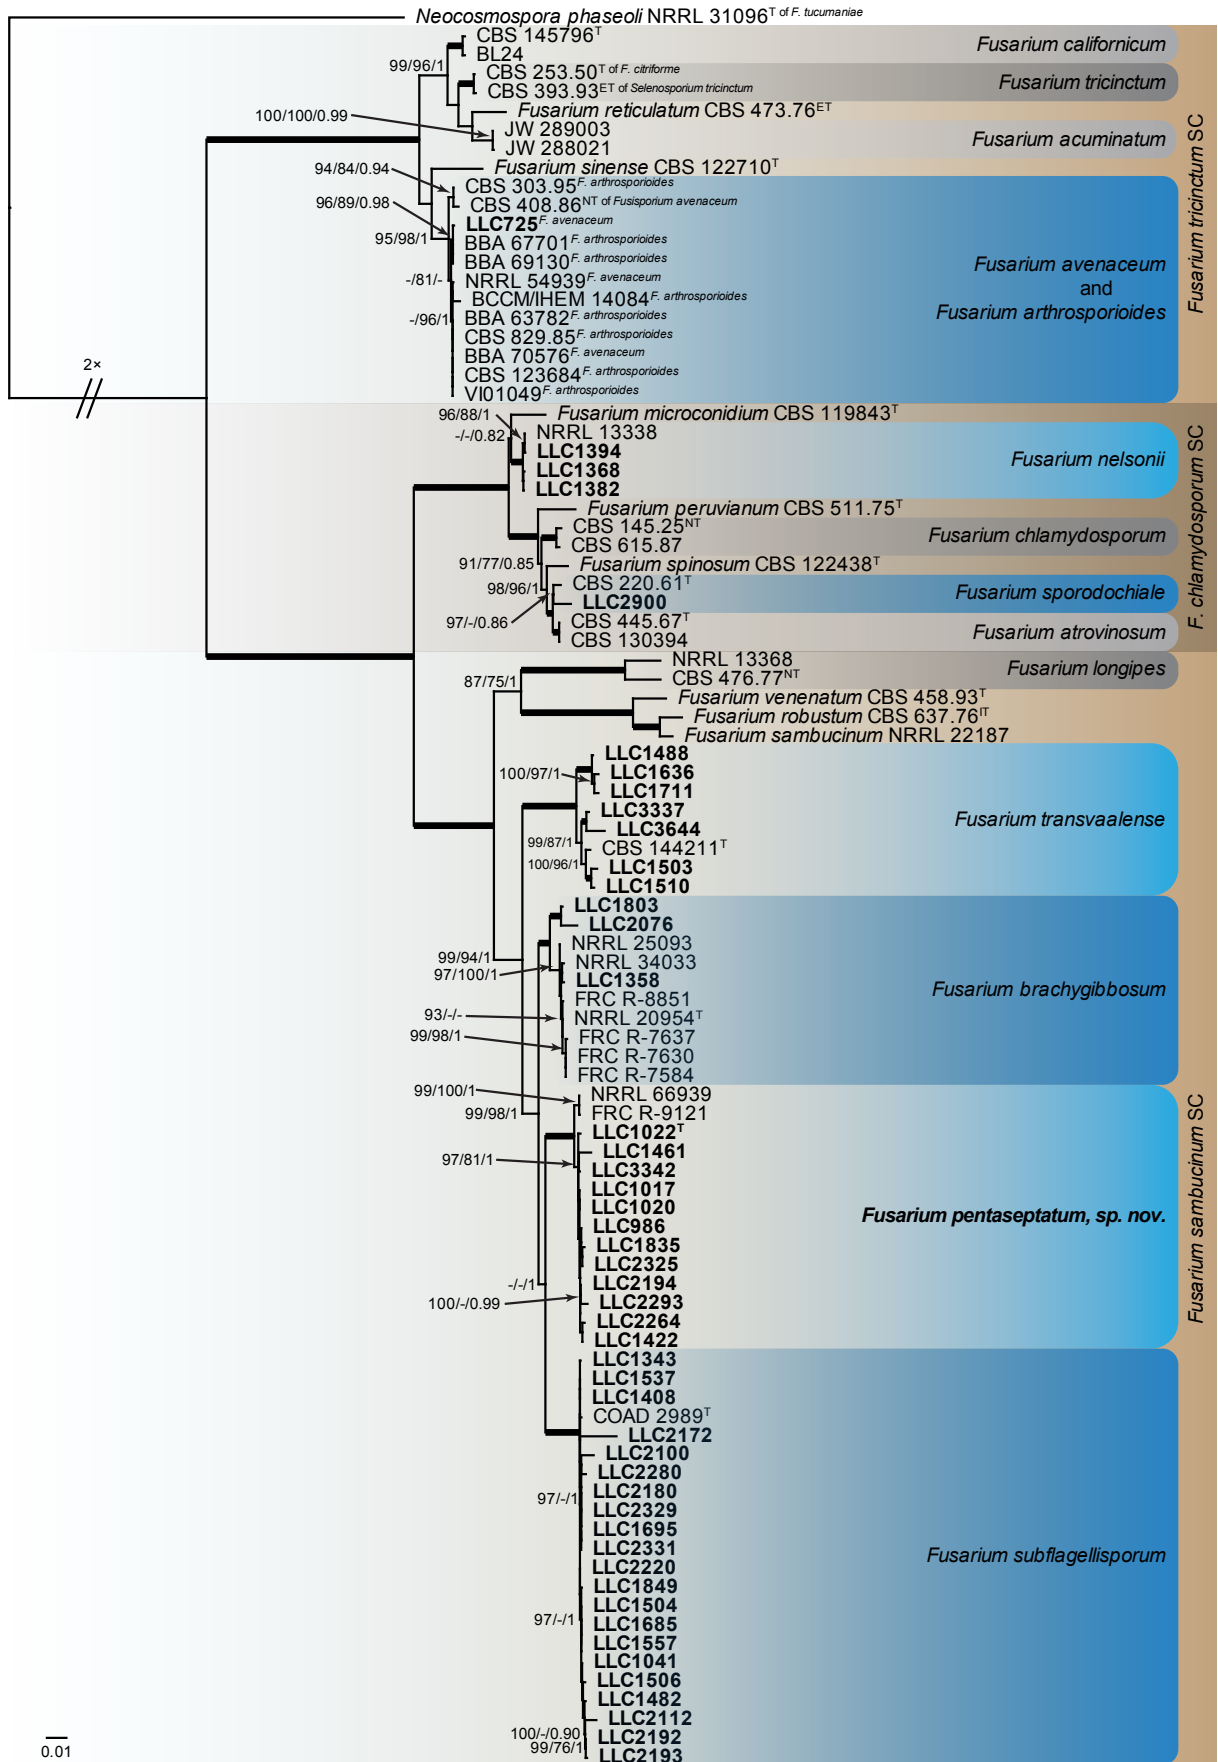 Neocosmospora phaseoli NRRL 31096T of F. tucumaniae
CBS 145796T
BL24
Fusarium californicum
99/96/1
CBS 253.50T of F. citriforme
CBS 393.93ET of Selenosporium tricinctum
Fusarium tricinctum
Fusarium reticulatum CBS 473.76ET
100/100/0.99
JW 289003
JW 288021
Fusarium acuminatum
Fusarium sinense CBS 122710T
94/84/0.94
CBS 303.95F. arthrosporioides
CBS 408.86NT of Fusisporium avenaceum
96/89/0.98
LLC725F. avenaceum
95/98/1
BBA 67701F. arthrosporioides
BBA 69130F. arthrosporioides
-/81/-
NRRL 54939F. avenaceum
BCCM/IHEM 14084F. arthrosporioides
-/96/1
BBA 63782F. arthrosporioides
CBS 829.85F. arthrosporioides
BBA 70576F. avenaceum
CBS 123684F. arthrosporioides
VI01049F. arthrosporioides
Fusarium avenaceum
and
Fusarium arthrosporioides
Fusarium tricinctum SC
2×
Fusarium microconidium CBS 119843T
96/88/1
-/-/0.82
NRRL 13338
LLC1394
LLC1368
LLC1382
Fusarium nelsonii
Fusarium peruvianum CBS 511.75T
CBS 145.25NT
CBS 615.87
Fusarium chlamydosporum
91/77/0.85
Fusarium spinosum CBS 122438T
98/96/1
CBS 220.61T
LLC2900
Fusarium sporodochiale
97/-/0.86
CBS 445.67T
CBS 130394
Fusarium atrovinosum
F. chlamydosporum SC
NRRL 13368
CBS 476.77NT
Fusarium longipes
87/75/1
Fusarium venenatum CBS 458.93T
Fusarium robustum CBS 637.76IT
Fusarium sambucinum NRRL 22187
LLC1488
100/97/1
LLC1636
LLC1711
LLC3337
LLC3644
99/87/1
CBS 144211T
100/96/1
LLC1503
LLC1510
Fusarium transvaalense
LLC1803
LLC2076
NRRL 25093
99/94/1
NRRL 34033
97/100/1
LLC1358
FRC R-8851
93/-/-
NRRL 20954T
99/98/1
FRC R-7637
FRC R-7630
FRC R-7584
Fusarium brachygibbosum
99/100/1
NRRL 66939
99/98/1
FRC R-9121
LLC1022T
97/81/1
LLC1461
LLC3342
LLC1017
LLC1020
LLC986
LLC1835
LLC2325
-/-/1
LLC2194
100/-/0.99
LLC2293
LLC2264
LLC1422
Fusarium pentaseptatum, sp. nov.
Fusarium sambucinum SC
LLC1343
LLC1537
LLC1408
COAD 2989T
LLC2172
LLC2100
LLC2280
LLC2180
97/-/1
LLC2329
LLC1695
LLC2331
LLC2220
LLC1849
LLC1504
97/-/1
LLC1685
LLC1557
LLC1041
LLC1506
LLC1482
LLC2112
100/-/0.90
LLC2192
99/76/1
LLC2193
Fusarium subflagellisporum
0.01